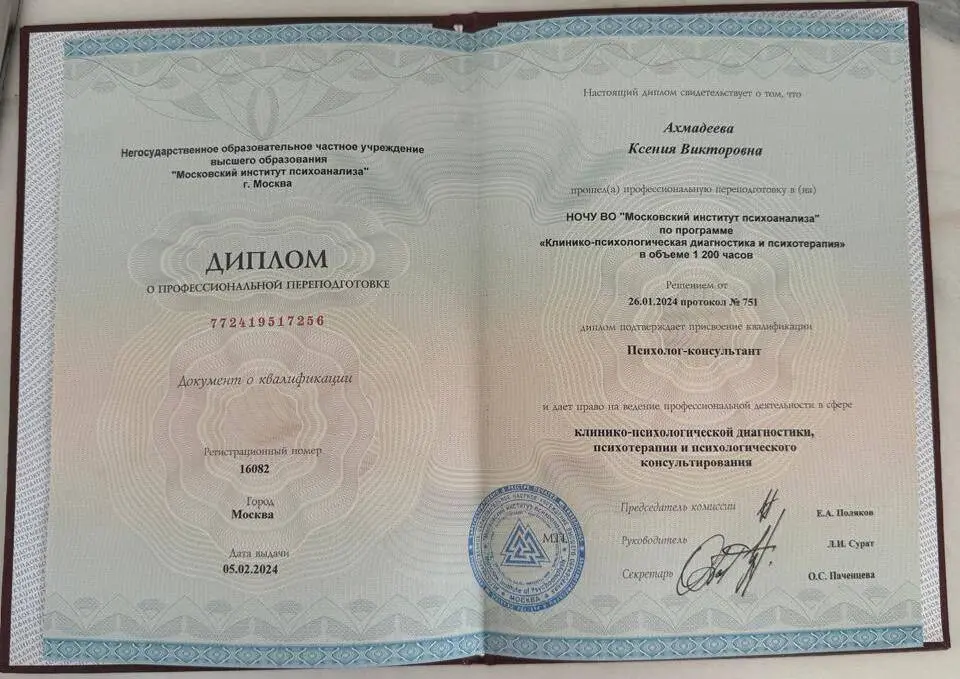 Негосударственное образовательное частное учреждение
высшего образования
"Московский институт психоанализа"
г. Москва
ДИПЛОМ
О ПРОФЕССИОНАЛЬНОЙ ПЕРЕПОДГОТОВКЕ
772419517256
Документ о квалификации
Регистрационный номер
16082
Город
Москва
Дата выдачи
05.02.2024
Настоящий диплом свидетельствует о том, что
Ахмадеева
Ксения Викторовна
прошел(а) профессиональную переподготовку в (на)
НОЧУ ВО "Московский институт психоанализа"
по программе
«Клинико-психологическая диагностика и психотерапия»
в объеме 1 200 часов
Решением от
26.01.2024 протокол № 751
диплом подтверждает присвоение квалификации
Психолог-консультант
и дает право на ведение профессиональной деятельности в сфере
клинико-психологической диагностики,
психотерапии и психологического
консультирования
Председатель комиссии
Е.А. Поляков
Руководитель
Л.И. Сурат
Секретарь
О.С. Паченцева
М.П.
МОСКВА